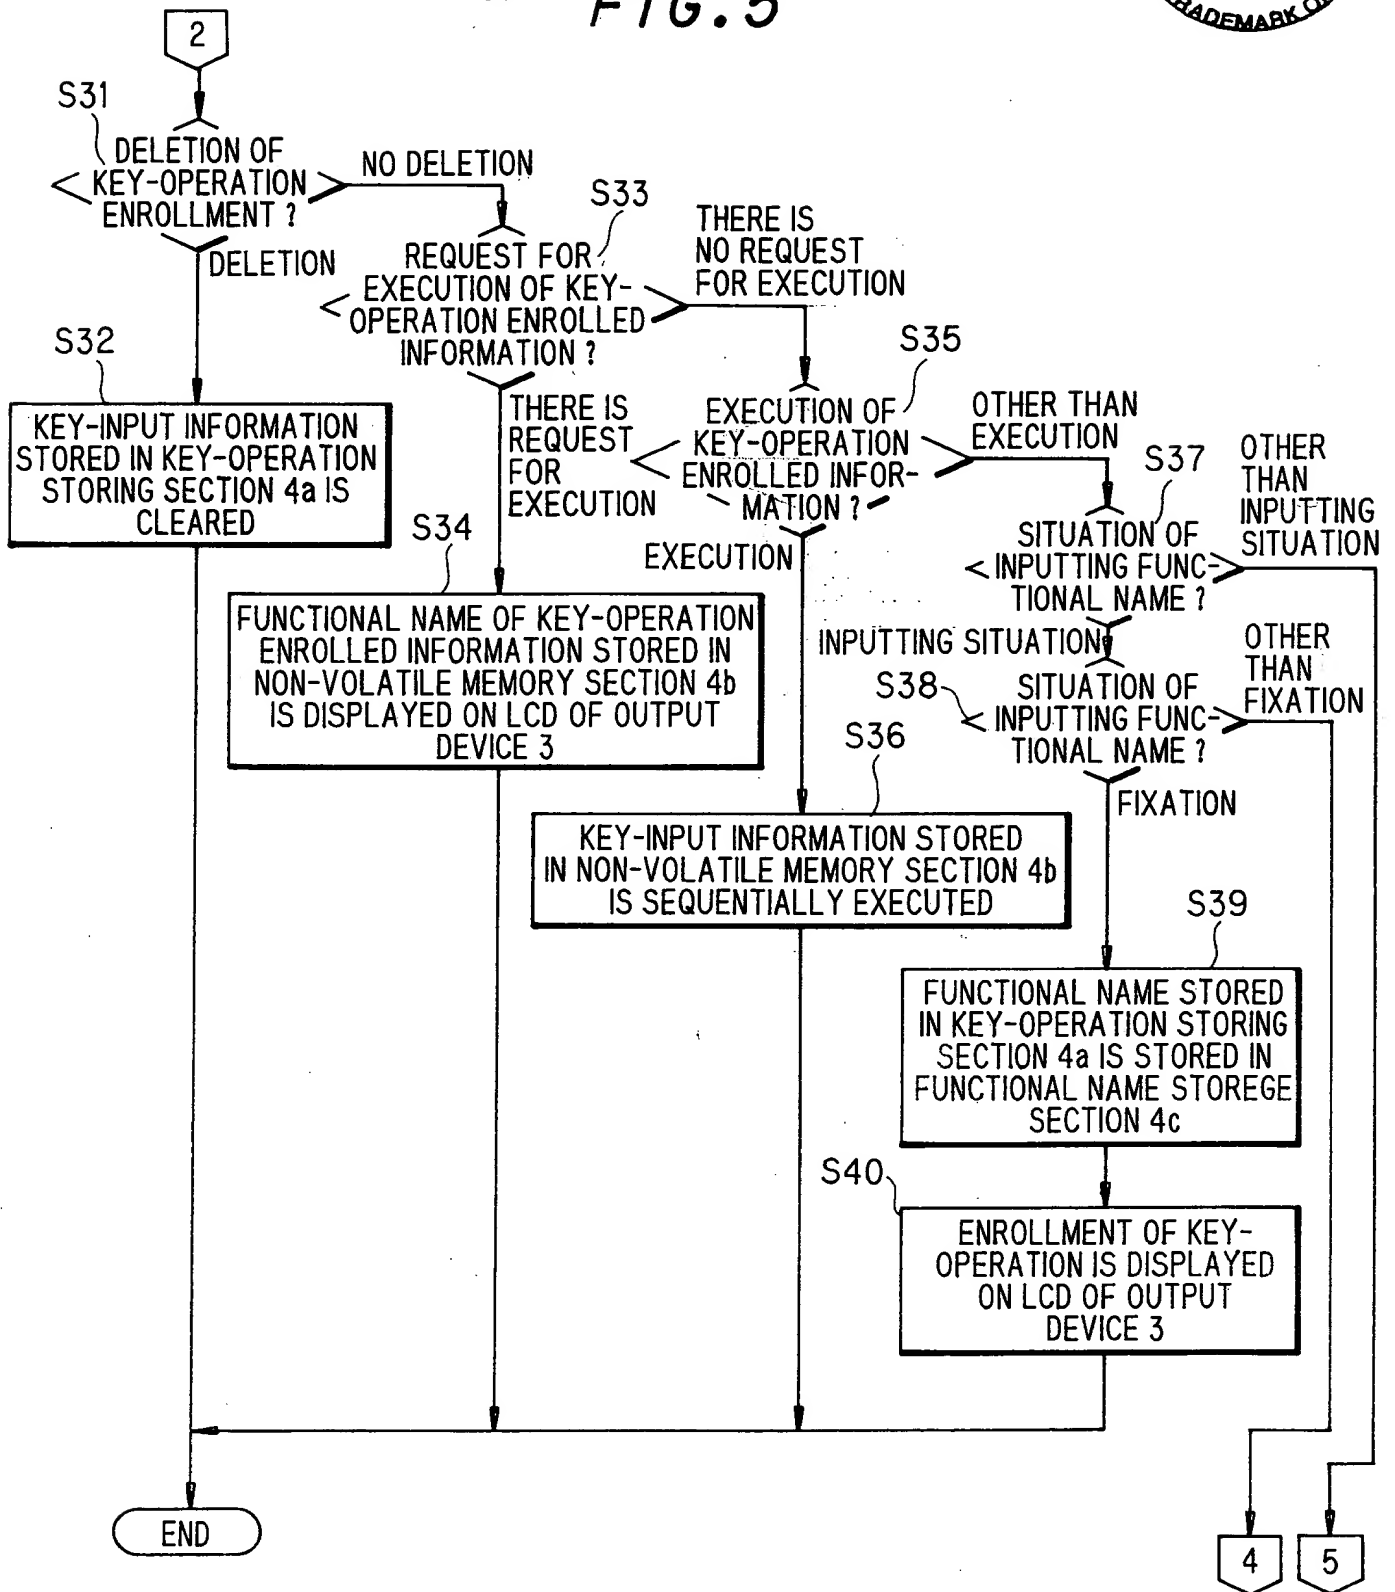 FIG.5
TRADEMARK
2
S31
DELETION OF
KEY-OPERATION
ENROLLMENT ?
NO DELETION
DELETION
S32
KEY-INPUT INFORMATION
STORED IN KEY-OPERATION
STORING SECTION 4a IS
CLEARED
S33
REQUEST FOR
EXECUTION OF KEY-
OPERATION ENROLLED
INFORMATION ?
THERE IS
NO REQUEST
FOR EXECUTION
THERE IS
REQUEST
FOR
EXECUTION
S34
FUNCTIONAL NAME OF KEY-OPERATION
ENROLLED INFORMATION STORED IN
NON-VOLATILE MEMORY SECTION 4b
IS DISPLAYED ON LCD OF OUTPUT
DEVICE 3
S35
EXECUTION OF
KEY-OPERATION
ENROLLED INFOR-
MATION ?
OTHER THAN
EXECUTION
EXECUTION
S36
KEY-INPUT INFORMATION STORED
IN NON-VOLATILE MEMORY SECTION 4b
IS SEQUENTIALLY EXECUTED
S37
SITUATION OF
INPUTTING FUNC-
TIONAL NAME ?
OTHER
THAN
INPUTTING
SITUATION
INPUTTING SITUATION
S38
SITUATION OF
INPUTTING FUNC-
TIONAL NAME ?
OTHER
THAN
FIXATION
FIXATION
S39
FUNCTIONAL NAME STORED
IN KEY-OPERATION STORING
SECTION 4a IS STORED IN
FUNCTIONAL NAME STOREGE
SECTION 4c
S40
ENROLLMENT OF KEY-
OPERATION IS DISPLAYED
ON LCD OF OUTPUT
DEVICE 3
END
4
5